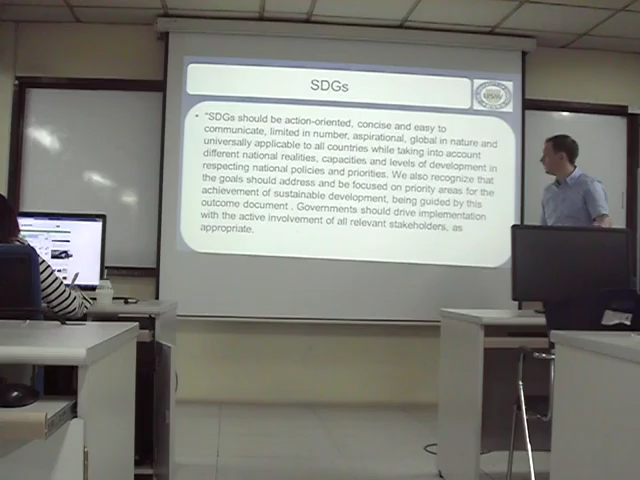 SDGs
• "SDGs should be action-oriented, concise and easy to
communicate, limited in number, aspirational, global in nature and
universally applicable to all countries while taking into account
different national realities, capacities and levels of development in
respecting national policies and priorities. We also recognize that
the goals should address and be focused on priority areas for the
achievement of sustainable development, being guided by this
outcome document . Governments should drive implementation
with the active involvement of all relevant stakeholders, as
appropriate.